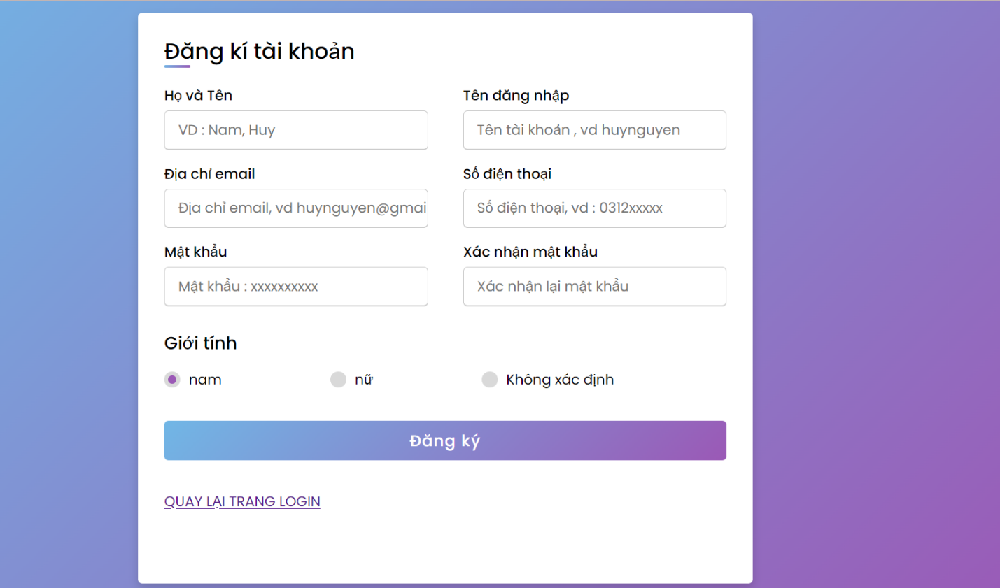 Đăng kí tài khoản
Họ và Tên
Tên đăng nhập
VD : Nam, Huy
Tên tài khoản , vd huynguyen
Địa chỉ email
Số điện thoại
Địa chỉ email, vd huynguyen@gmai
Số điện thoại, vd : 0312xxxxx
Mật khẩu
Xác nhận mật khẩu
Mật khẩu : xxxxxxxxxx
Xác nhận lại mật khẩu
Giới tính
nam
nữ
Không xác định
Đăng ký
QUAY LẠI TRANG LOGIN